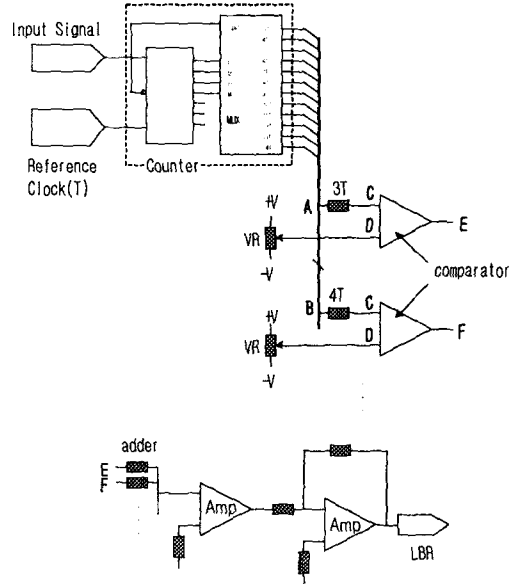 Input Signal
Reference
Clock(T)
MUX
Counter
A
3T
C
D
E
+V
VR
-V
comparator
B
4T
C
D
F
+V
VR
-V
adder
E
F
Amp
Amp
LBR